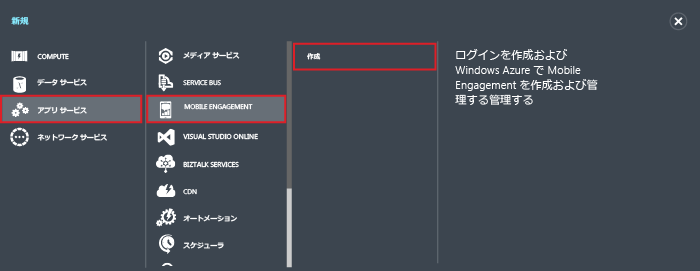 新規
COMPUTE
データ サービス
アプリ サービス
ネットワーク サービス
メディア サービス
SERVICE BUS
MOBILE ENGAGEMENT
VISUAL STUDIO ONLINE
BIZTALK SERVICES
CDN
オートメーション
スケジューラ
作成
ログインを作成および
Windows Azure で Mobile
Engagement を作成および管
理する管理する